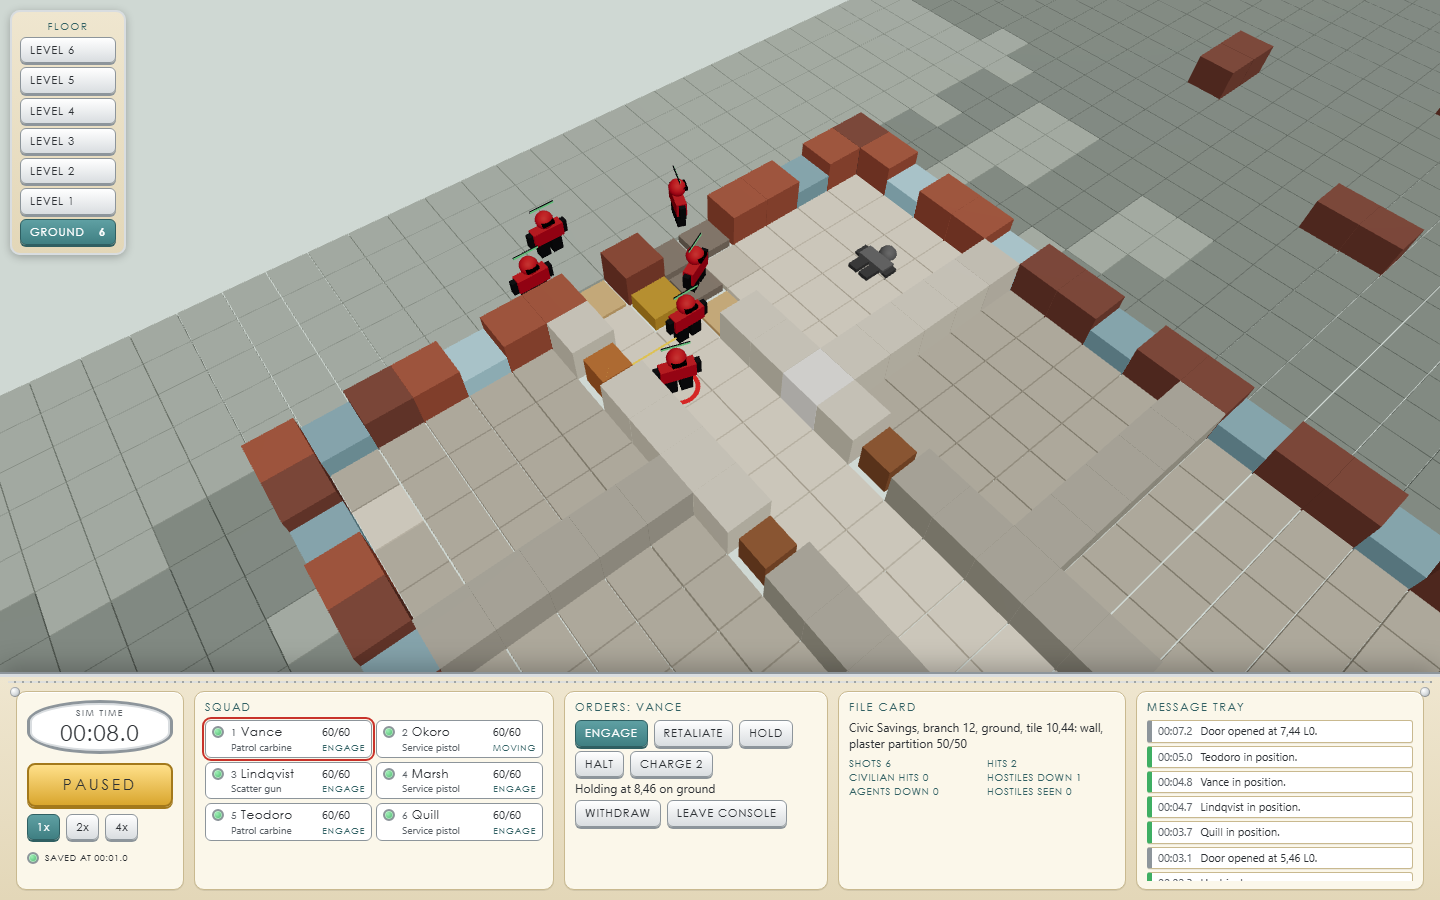 FLOOR
LEVEL 6
LEVEL 5
LEVEL 4
LEVEL 3
LEVEL 2
LEVEL 1
GROUND 6
SIM TIME
00:08.0
PAUSED
1x 2x 4x
SAVED AT 00:01.0
SQUAD
1 Vance 60/60
Patrol carbine ENGAGE
2 Okoro 60/60
Service pistol MOVING
3 Lindqvist 60/60
Scatter gun ENGAGE
4 Marsh 60/60
Service pistol ENGAGE
5 Teodoro 60/60
Patrol carbine ENGAGE
6 Quill 60/60
Service pistol ENGAGE
ORDERS: VANCE
ENGAGE RETALIATE HOLD
HALT CHARGE 2
Holding at 8,46 on ground
WITHDRAW LEAVE CONSOLE
FILE CARD
Civic Savings, branch 12, ground, tile 10,44: wall,
plaster partition 50/50
SHOTS 6 HITS 2
CIVILIAN HITS 0 HOSTILES DOWN 1
AGENTS DOWN 0 HOSTILES SEEN 0
MESSAGE TRAY
00:07.2 Door opened at 7,44 L0.
00:05.0 Teodoro in position.
00:04.8 Vance in position.
00:04.7 Lindqvist in position.
00:03.7 Quill in position.
00:03.1 Door opened at 5,46 L0.